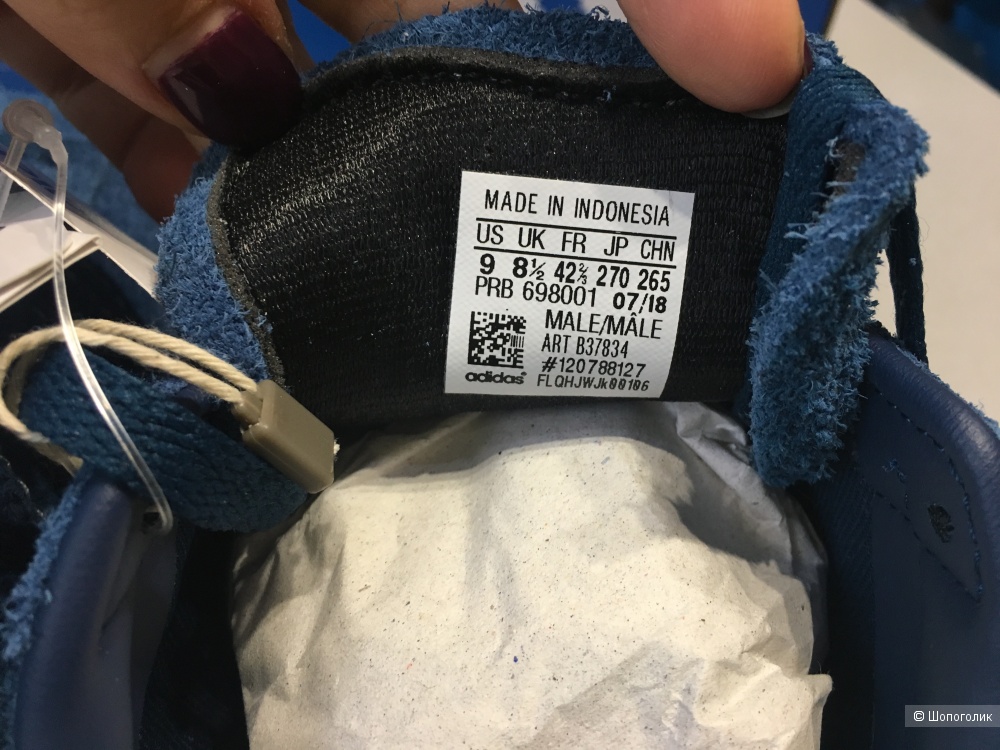 MADE IN INDONESIA
US UK FR JP CHN
9 8½ 42⅔ 270 265
PRB 698001 07/18
MALE/MÂLE
ART B37834
#120788127
adidas FLQHJWJk00106
© Шопоголик